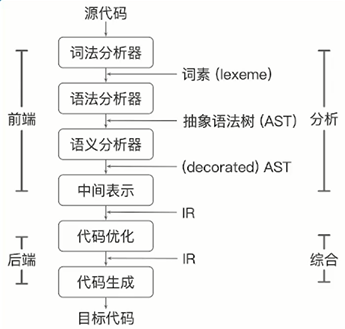 源代码
词法分析器
词素 (lexeme)
语法分析器
前端
抽象语法树 (AST)
分析
语义分析器
(decorated) AST
中间表示
IR
代码优化
后端
IR
综合
代码生成
目标代码